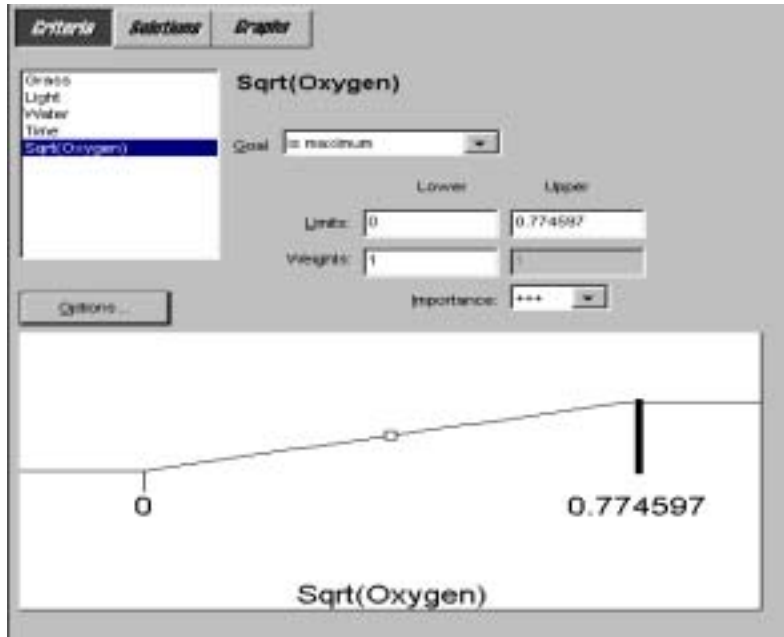 Criteria Solutions Graphs
Grass
Light
Water
Time
Sqrt(Oxygen)
Sqrt(Oxygen)
Goal is maximum
Lower Upper
Limits: 0 0.774597
Weights: 1 1
Importance: +++
Options...
0 0.774597
Sqrt(Oxygen)